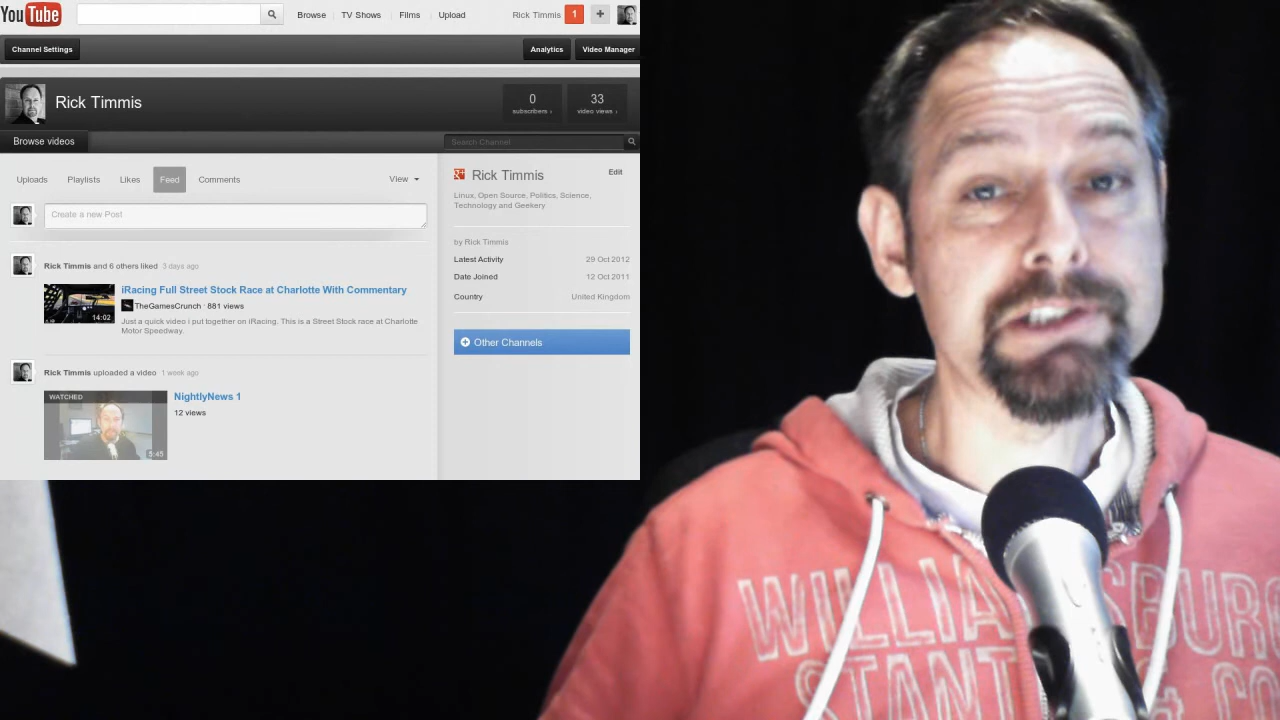 YouTube
Browse TV Shows Films Upload Rick Timmis 1 +
Channel Settings Analytics Video Manager
Rick Timmis
0 33
subscribers › video views ›
Browse videos Search Channel
Uploads Playlists Likes Feed Comments View
Create a new Post
Rick Timmis and 6 others liked 3 days ago
iRacing Full Street Stock Race at Charlotte With Commentary
TheGamesCrunch · 881 views
14:02
Just a quick video i put together on iRacing. This is a Street Stock race at Charlotte
Motor Speedway.
Rick Timmis uploaded a video 1 week ago
WATCHED
NightlyNews 1
12 views
5:45
Rick Timmis Edit
Linux, Open Source, Politics, Science,
Technology and Geekery
by Rick Timmis
Latest Activity 29 Oct 2012
Date Joined 12 Oct 2011
Country United Kingdom
Other Channels
WILLIA SBUR
STANT & CO